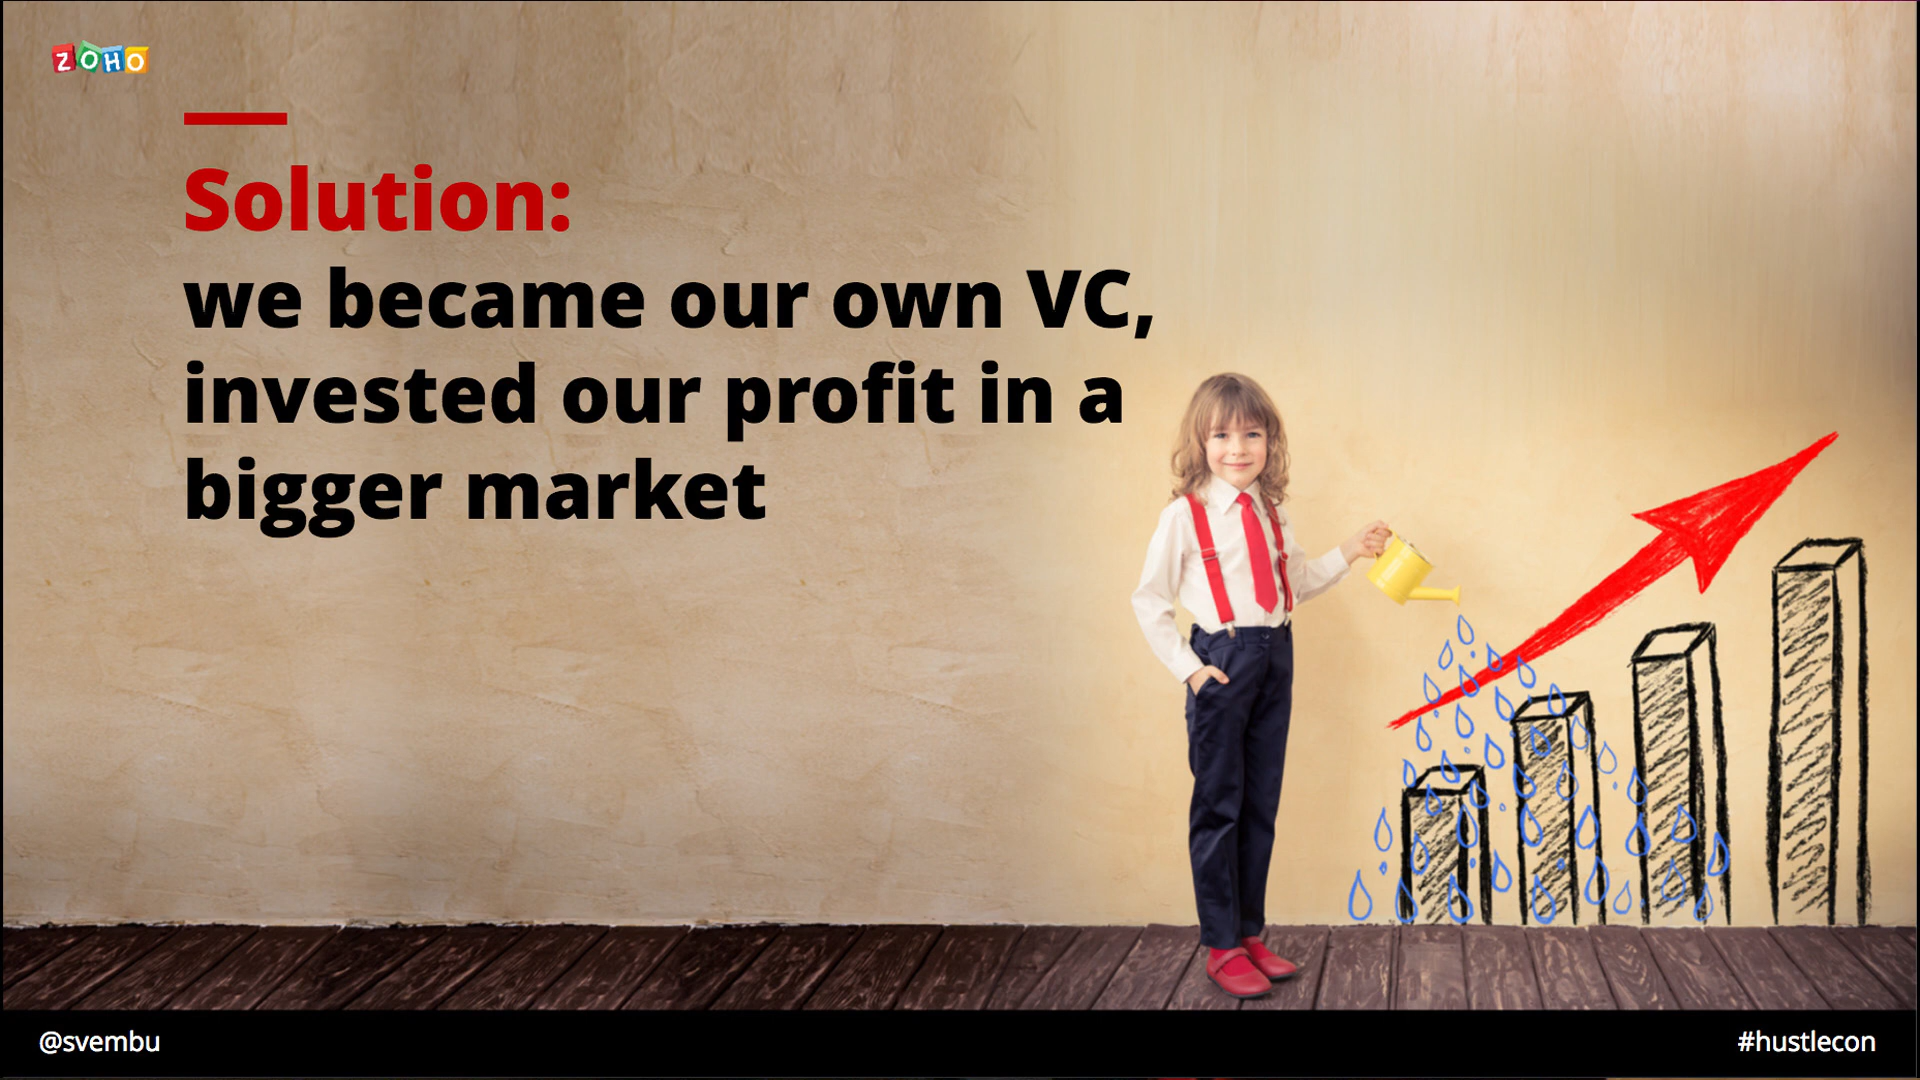 ZOHO
Solution:
we became our own VC,
invested our profit in a
bigger market
@svembu
#hustlecon